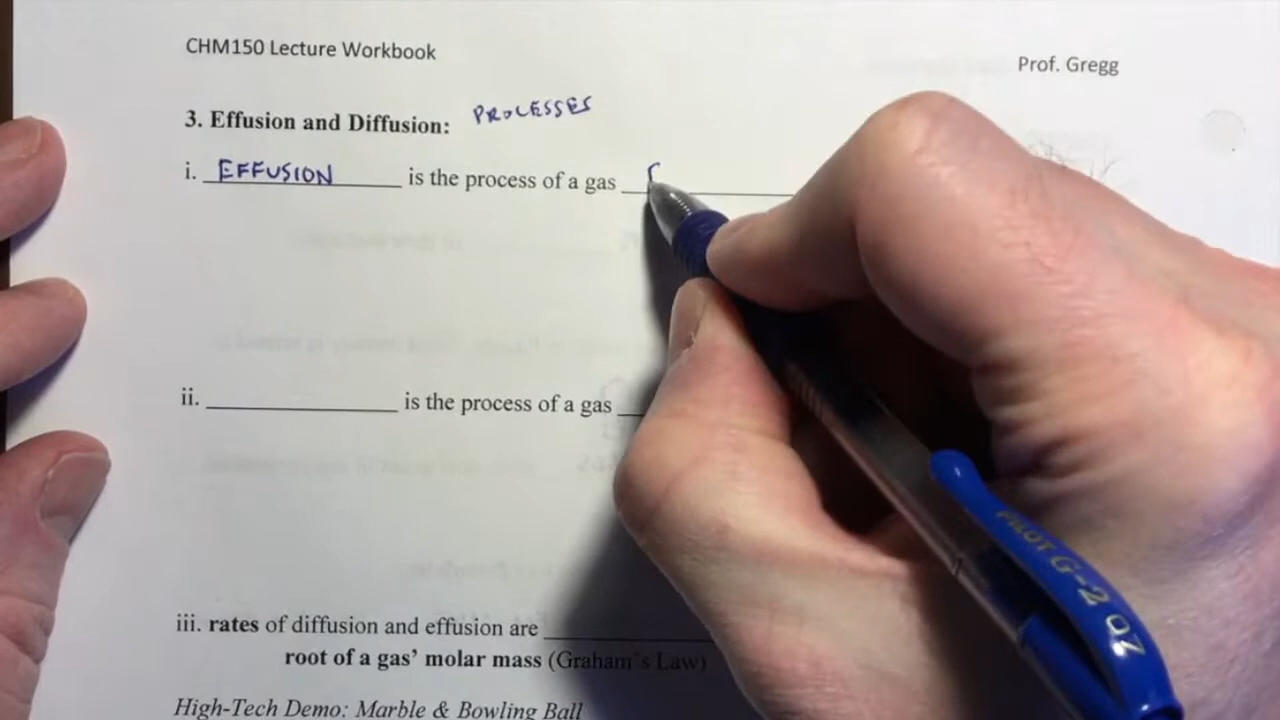 CHM150 Lecture Workbook
Prof. Gregg
3. Effusion and Diffusion: PROCESSES
i. EFFUSION is the process of a gas
ii. ____________ is the process of a gas
iii. rates of diffusion and effusion are
root of a gas' molar mass (Graham's Law)
High-Tech Demo: Marble & Bowling Ball
PILOT G-2 07